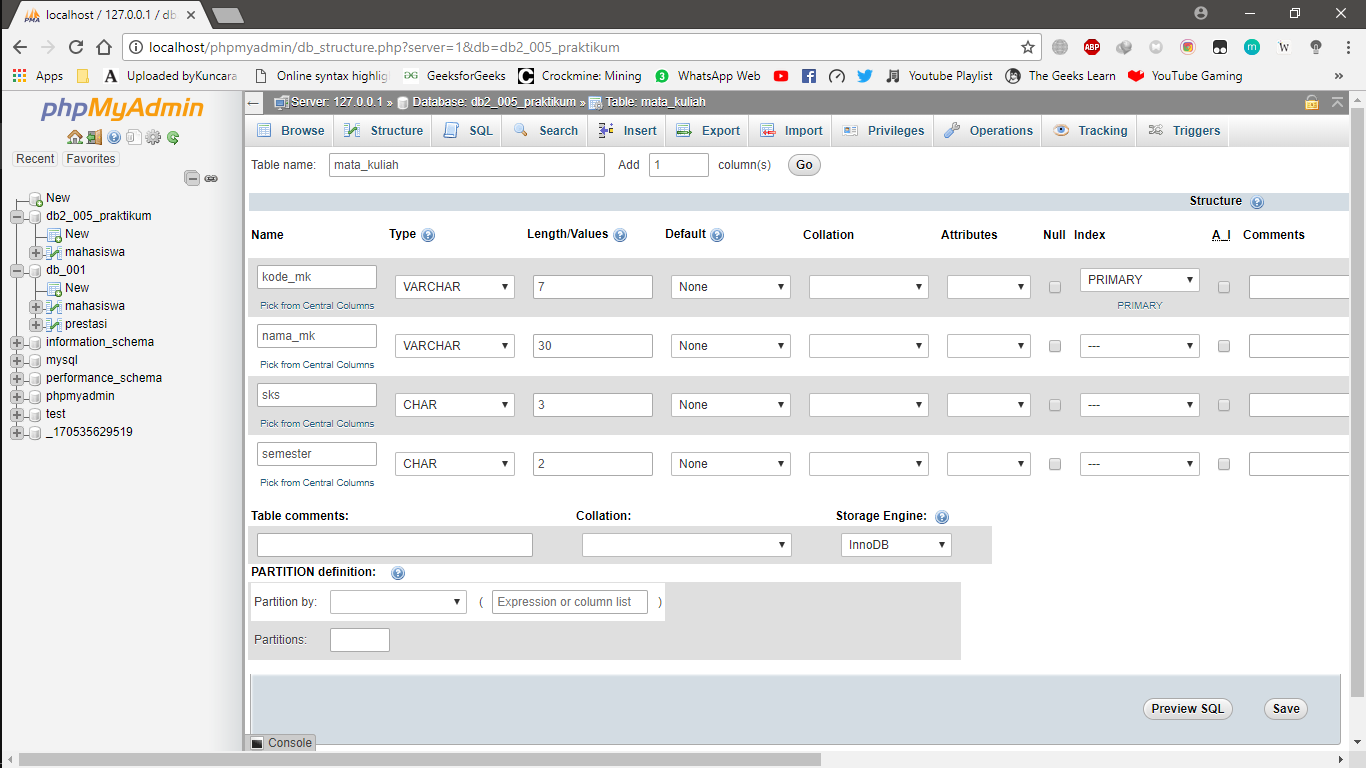 localhost / 127.0.0.1 / db
localhost/phpmyadmin/db_structure.php?server=1&db=db2_005_praktikum
Apps
Uploaded byKuncara
Online syntax highlig
GeeksforGeeks
Crockmine: Mining
WhatsApp Web
Youtube Playlist
The Geeks Learn
YouTube Gaming
»
phpMyAdmin
Recent
Favorites
New
db2_005_praktikum
New
mahasiswa
db_001
New
mahasiswa
prestasi
information_schema
mysql
performance_schema
phpmyadmin
test
_170535629519
Server: 127.0.0.1 » Database: db2_005_praktikum » Table: mata_kuliah
Browse Structure SQL Search Insert Export Import Privileges Operations Tracking Triggers
Table name: mata_kuliah Add 1 column(s) Go
Structure
Name Type Length/Values Default Collation Attributes Null Index A_I Comments
kode_mk VARCHAR 7 None PRIMARY
Pick from Central Columns PRIMARY
nama_mk VARCHAR 30 None ---
Pick from Central Columns
sks CHAR 3 None ---
Pick from Central Columns
semester CHAR 2 None ---
Pick from Central Columns
Table comments: Collation: Storage Engine:
InnoDB
PARTITION definition:
Partition by: ( Expression or column list )
Partitions:
Preview SQL Save
Console